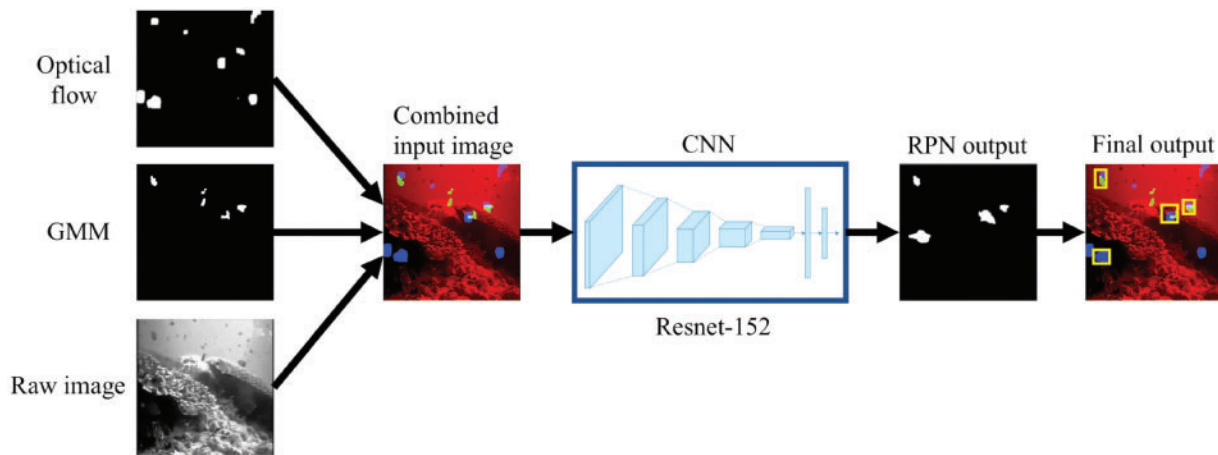 Optical
flow
GMM
Raw image
Combined
input image
CNN
Resnet-152
RPN output
Final output